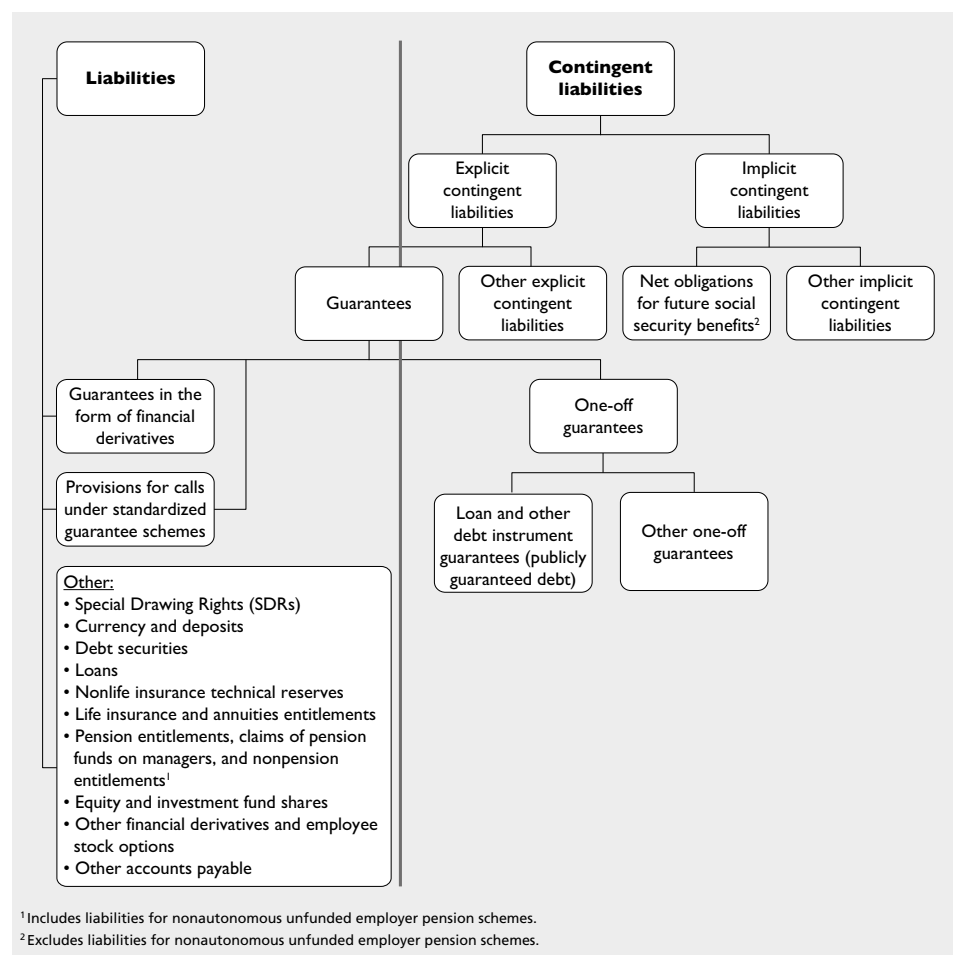 Liabilities
Contingent
liabilities
Explicit
contingent
liabilities
Implicit
contingent
liabilities
Guarantees
Other explicit
contingent
liabilities
Net obligations
for future social
security benefits²
Other implicit
contingent
liabilities
Guarantees in the
form of financial
derivatives
One-off
guarantees
Provisions for calls
under standardized
guarantee schemes
Loan and other
debt instrument
guarantees (publicly
guaranteed debt)
Other one-off
guarantees
Other:
• Special Drawing Rights (SDRs)
• Currency and deposits
• Debt securities
• Loans
• Nonlife insurance technical reserves
• Life insurance and annuities entitlements
• Pension entitlements, claims of pension
funds on managers, and nonpension
entitlements¹
• Equity and investment fund shares
• Other financial derivatives and employee
stock options
• Other accounts payable
¹ Includes liabilities for nonautonomous unfunded employer pension schemes.
² Excludes liabilities for nonautonomous unfunded employer pension schemes.